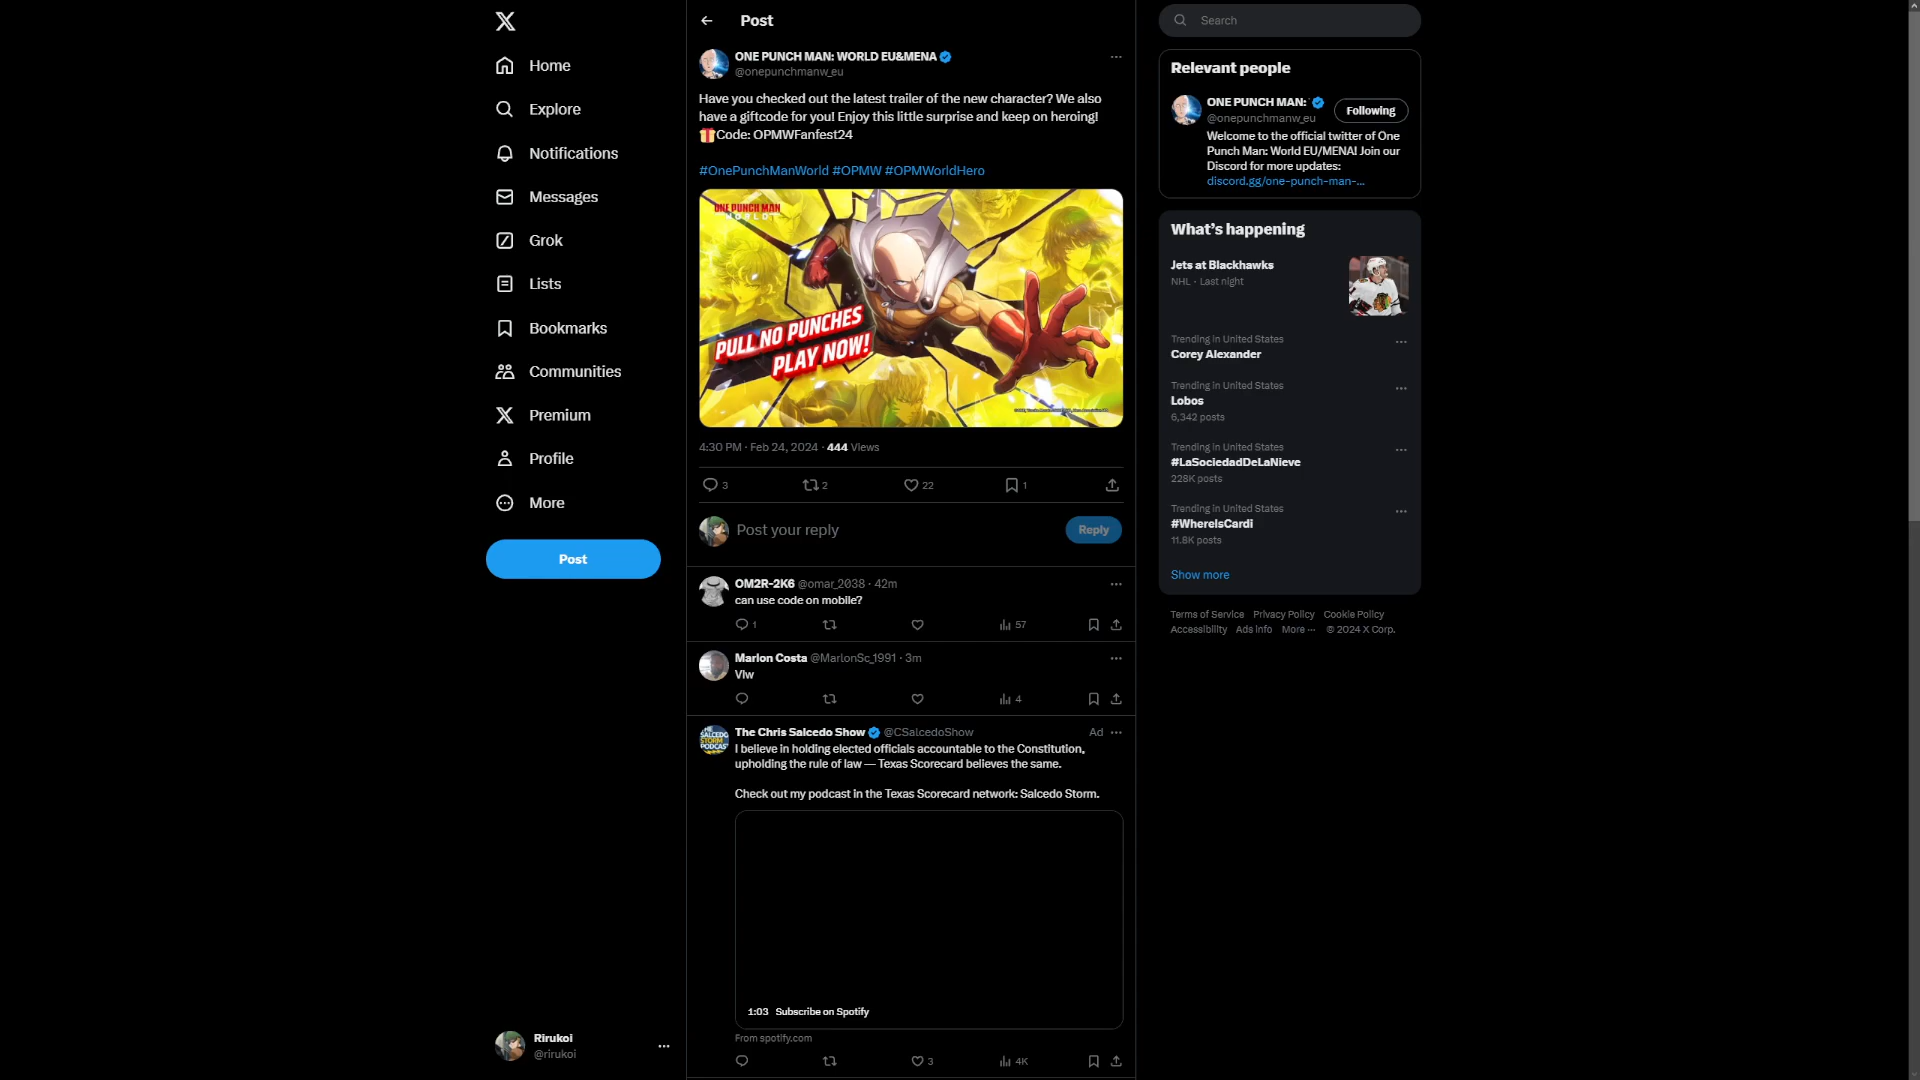 Home
Explore
Notifications
Messages
Grok
Lists
Bookmarks
Communities
Premium
Profile
More
Post
Rirukoi
@rirukoi
Post
ONE PUNCH MAN: WORLD EU&MENA
@onepunchmanw_eu
Have you checked out the latest trailer of the new character? We also
have a giftcode for you! Enjoy this little surprise and keep on heroing!
🎁Code: OPMWFanfest24
#OnePunchManWorld #OPMW #OPMWorldHero
ONE PUNCH MAN
WORLD
PULL NO PUNCHES
PLAY NOW!
4:30 PM · Feb 24, 2024 · 444 Views
3 2 22 1
Post your reply
Reply
OM2R-2K6 @omar_2038 · 42m
can use code on mobile?
1 57
Marlon Costa @MarlonSc_1991 · 3m
Vlw
4
The Chris Salcedo Show @CSalcedoShow Ad
I believe in holding elected officials accountable to the Constitution,
upholding the rule of law — Texas Scorecard believes the same.
Check out my podcast in the Texas Scorecard network: Salcedo Storm.
SALCEDO
STORM
PODCAST
1:03 Subscribe on Spotify
From spotify.com
3 4K
Search
Relevant people
ONE PUNCH MAN:
@onepunchmanw_eu
Following
Welcome to the official twitter of One
Punch Man: World EU/MENA! Join our
Discord for more updates:
discord.gg/one-punch-man-...
What's happening
Jets at Blackhawks
NHL · Last night
Trending in United States
Corey Alexander
Trending in United States
Lobos
6,342 posts
Trending in United States
#LaSociedadDeLaNieve
228K posts
Trending in United States
#WhereIsCardi
11.8K posts
Show more
Terms of Service Privacy Policy Cookie Policy
Accessibility Ads info More ··· © 2024 X Corp.